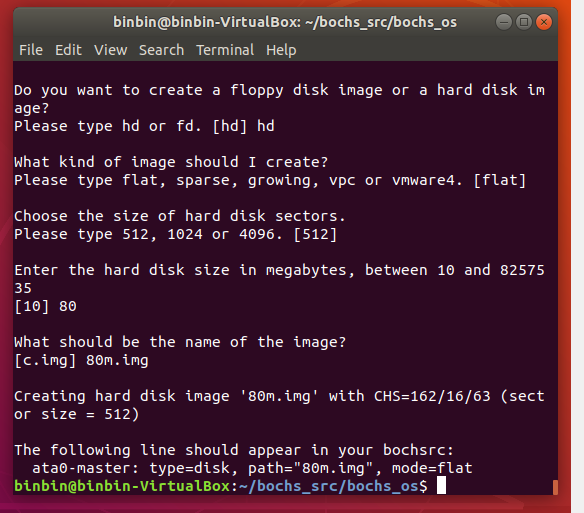 binbin@binbin-VirtualBox: ~/bochs_src/bochs_os
File Edit View Search Terminal Help
Do you want to create a floppy disk image or a hard disk im
age?
Please type hd or fd. [hd] hd
What kind of image should I create?
Please type flat, sparse, growing, vpc or vmware4. [flat]
Choose the size of hard disk sectors.
Please type 512, 1024 or 4096. [512]
Enter the hard disk size in megabytes, between 10 and 82575
35
[10] 80
What should be the name of the image?
[c.img] 80m.img
Creating hard disk image '80m.img' with CHS=162/16/63 (sect
or size = 512)
The following line should appear in your bochsrc:
  ata0-master: type=disk, path="80m.img", mode=flat
binbin@binbin-VirtualBox:~/bochs_src/bochs_os$